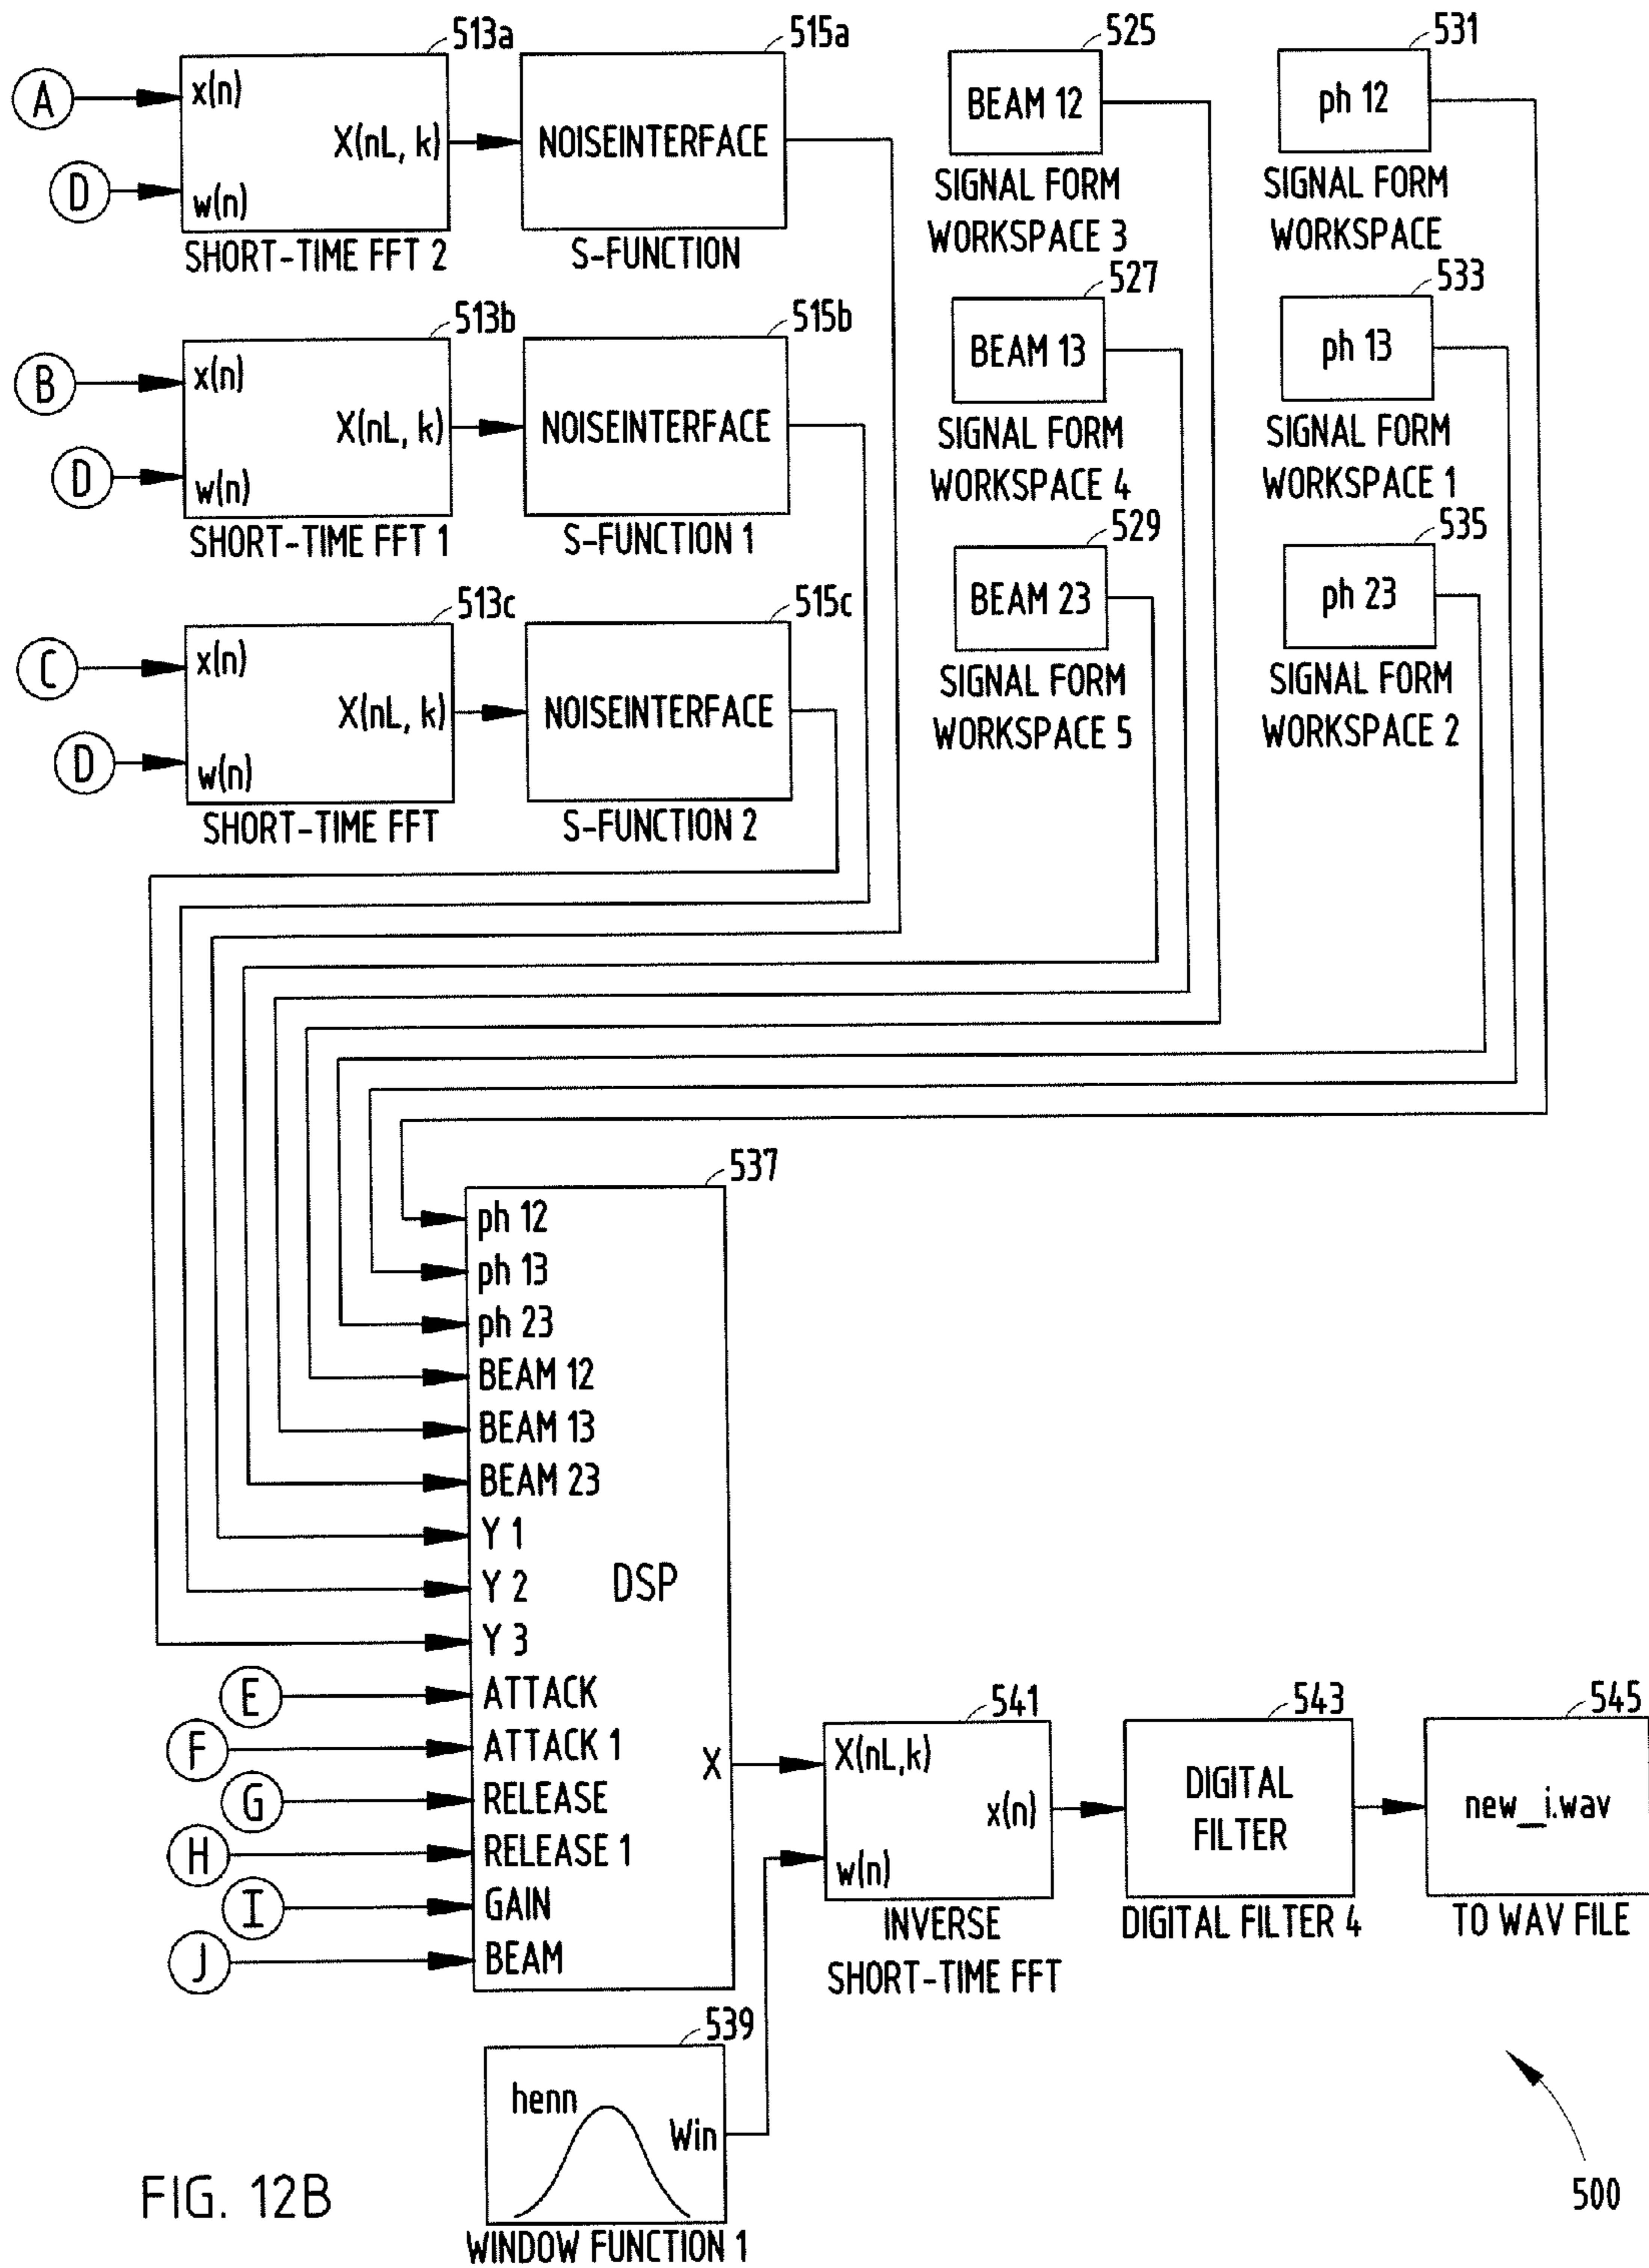 513a
515a
525
531
A
x(n)
X(nL, k)
D
w(n)
NOISEINTERFACE
BEAM 12
ph 12
SHORT-TIME FFT 2
S-FUNCTION
SIGNAL FORM
WORKSPACE 3
SIGNAL FORM
WORKSPACE
513b
515b
527
533
B
x(n)
X(nL, k)
D
w(n)
NOISEINTERFACE
BEAM 13
ph 13
SHORT-TIME FFT 1
S-FUNCTION 1
SIGNAL FORM
WORKSPACE 4
SIGNAL FORM
WORKSPACE 1
513c
515c
529
535
C
x(n)
X(nL, k)
D
w(n)
NOISEINTERFACE
BEAM 23
ph 23
SHORT-TIME FFT
S-FUNCTION 2
SIGNAL FORM
WORKSPACE 5
SIGNAL FORM
WORKSPACE 2
537
ph 12
ph 13
ph 23
BEAM 12
BEAM 13
BEAM 23
Y 1
Y 2
DSP
Y 3
E
ATTACK
F
ATTACK 1
X
G
RELEASE
H
RELEASE 1
I
GAIN
J
BEAM
541
X(nL,k)
x(n)
w(n)
INVERSE
SHORT-TIME FFT
543
DIGITAL
FILTER
DIGITAL FILTER 4
545
new_i.wav
TO WAV FILE
539
henn
Win
WINDOW FUNCTION 1
500
FIG. 12B